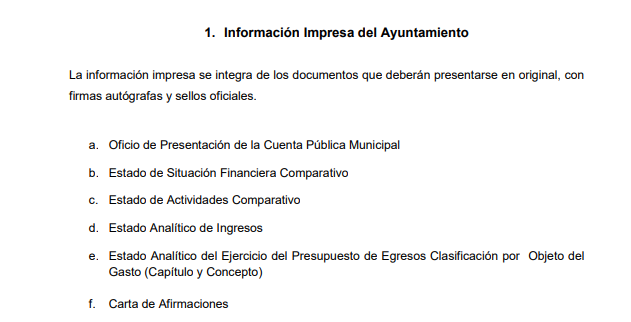 1. Información Impresa del Ayuntamiento
La información impresa se integra de los documentos que deberán presentarse en original, con
firmas autógrafas y sellos oficiales.
a. Oficio de Presentación de la Cuenta Pública Municipal
b. Estado de Situación Financiera Comparativo
c. Estado de Actividades Comparativo
d. Estado Analítico de Ingresos
e. Estado Analítico del Ejercicio del Presupuesto de Egresos Clasificación por Objeto del
Gasto (Capítulo y Concepto)
f. Carta de Afirmaciones